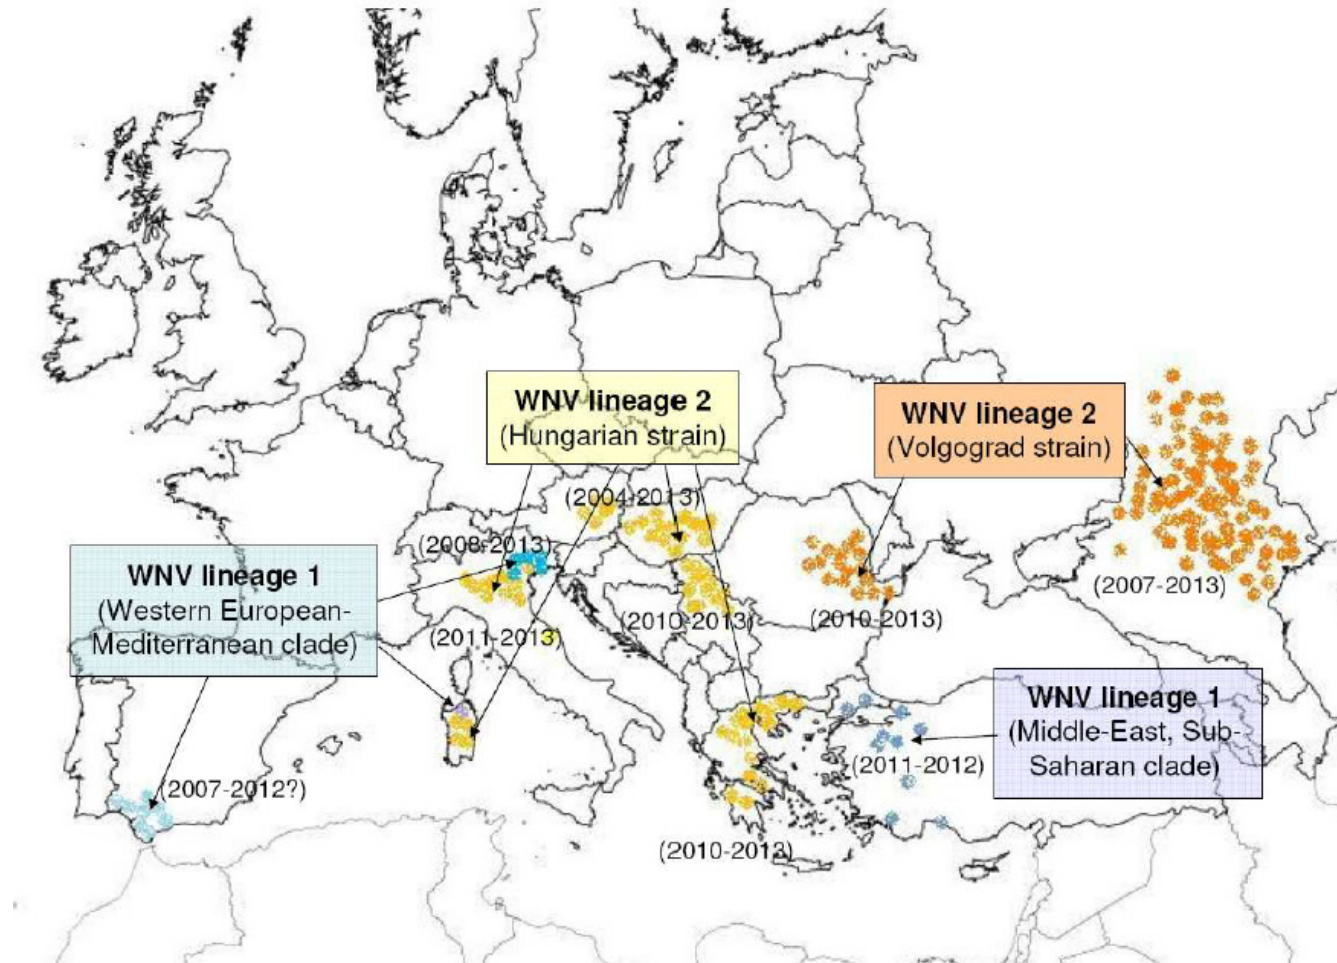 WNV lineage 2
(Hungarian strain)
WNV lineage 2
(Volgograd strain)
(2004-2013)
(2008-2013)
WNV lineage 1
(Western European-
Mediterranean clade)
(2007-2013)
(2010-2013)
(2010-2013)
(2011-2013)
WNV lineage 1
(Middle-East, Sub-
Saharan clade)
(2011-2012)
(2007-2012?)
(2010-2013)